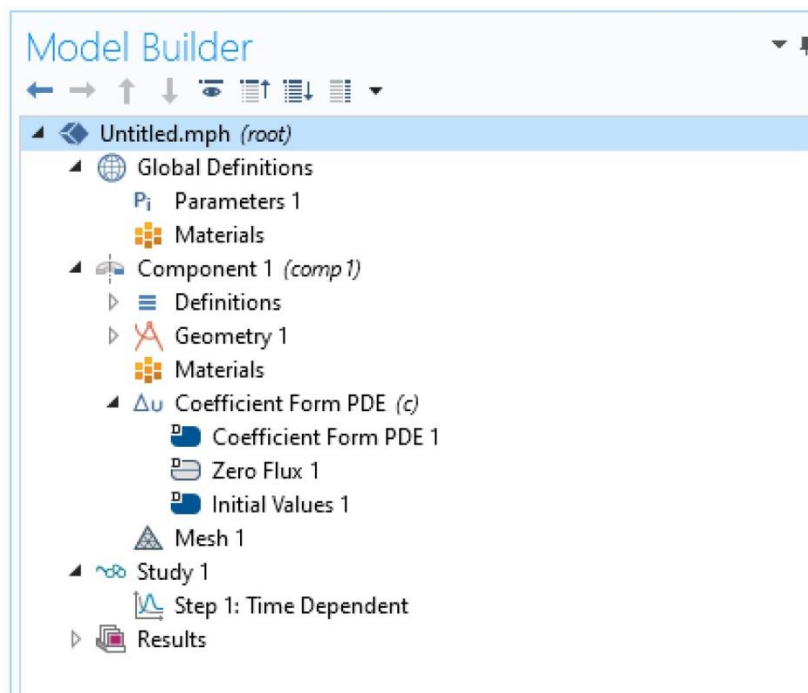 Model Builder
Untitled.mph (root)
Global Definitions
Pi Parameters 1
Materials
Component 1 (comp1)
Definitions
Geometry 1
Materials
Δu Coefficient Form PDE (c)
D Coefficient Form PDE 1
D Zero Flux 1
D Initial Values 1
Mesh 1
Study 1
Step 1: Time Dependent
Results